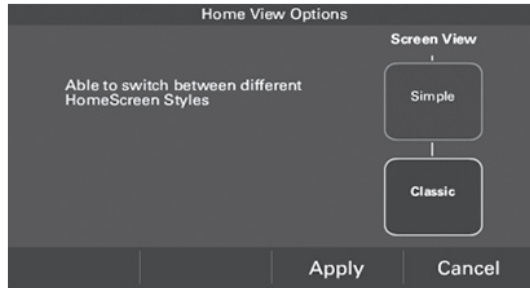 Home View Options
Screen View
Able to switch between different
HomeScreen Styles
Simple
Classic
Apply
Cancel